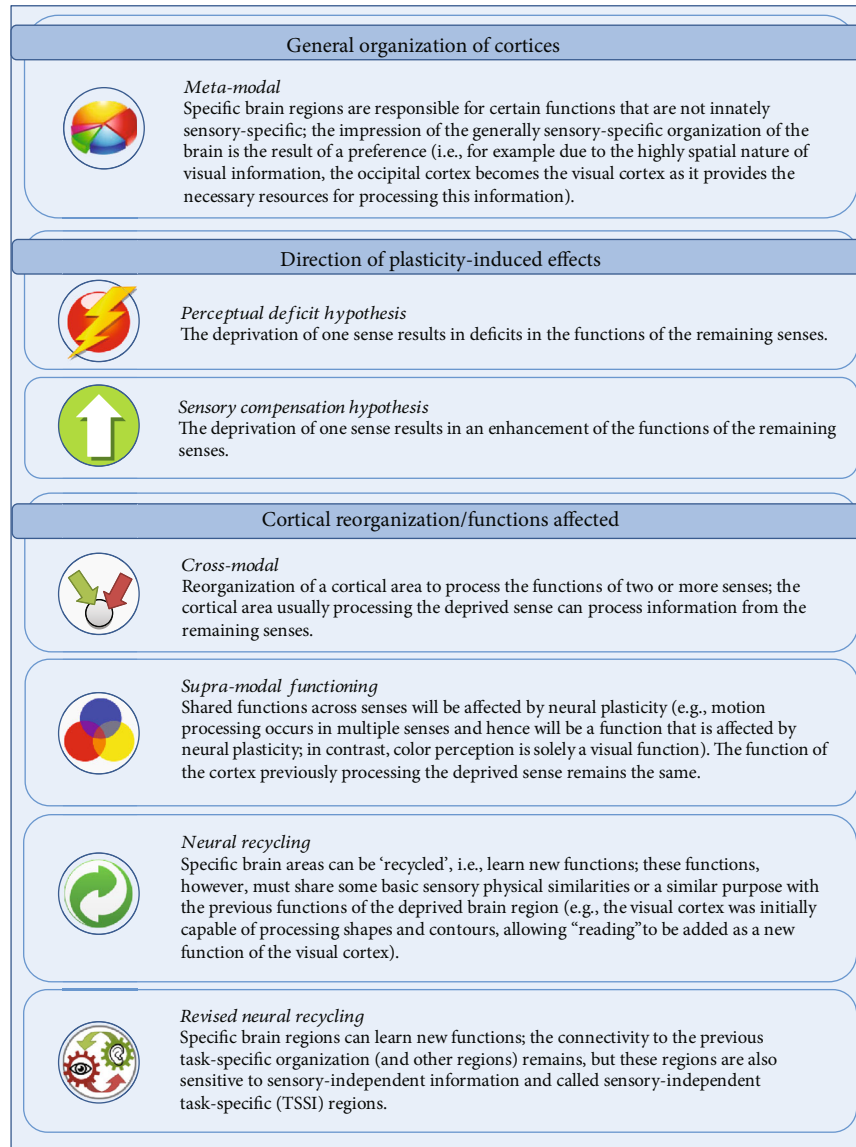 General organization of cortices
Meta-modal
Specific brain regions are responsible for certain functions that are not innately
sensory-specific; the impression of the generally sensory-specific organization of the
brain is the result of a preference (i.e., for example due to the highly spatial nature of
visual information, the occipital cortex becomes the visual cortex as it provides the
necessary resources for processing this information).
Direction of plasticity-induced effects
Perceptual deficit hypothesis
The deprivation of one sense results in deficits in the functions of the remaining senses.
Sensory compensation hypothesis
The deprivation of one sense results in an enhancement of the functions of the remaining
senses.
Cortical reorganization/functions affected
Cross-modal
Reorganization of a cortical area to process the functions of two or more senses; the
cortical area usually processing the deprived sense can process information from the
remaining senses.
Supra-modal functioning
Shared functions across senses will be affected by neural plasticity (e.g., motion
processing occurs in multiple senses and hence will be a function that is affected by
neural plasticity; in contrast, color perception is solely a visual function). The function of
the cortex previously processing the deprived sense remains the same.
Neural recycling
Specific brain areas can be ‘recycled’, i.e., learn new functions; these functions,
however, must share some basic sensory physical similarities or a similar purpose with
the previous functions of the deprived brain region (e.g., the visual cortex was initially
capable of processing shapes and contours, allowing “reading”to be added as a new
function of the visual cortex).
Revised neural recycling
Specific brain regions can learn new functions; the connectivity to the previous
task-specific organization (and other regions) remains, but these regions are also
sensitive to sensory-independent information and called sensory-independent
task-specific (TSSI) regions.